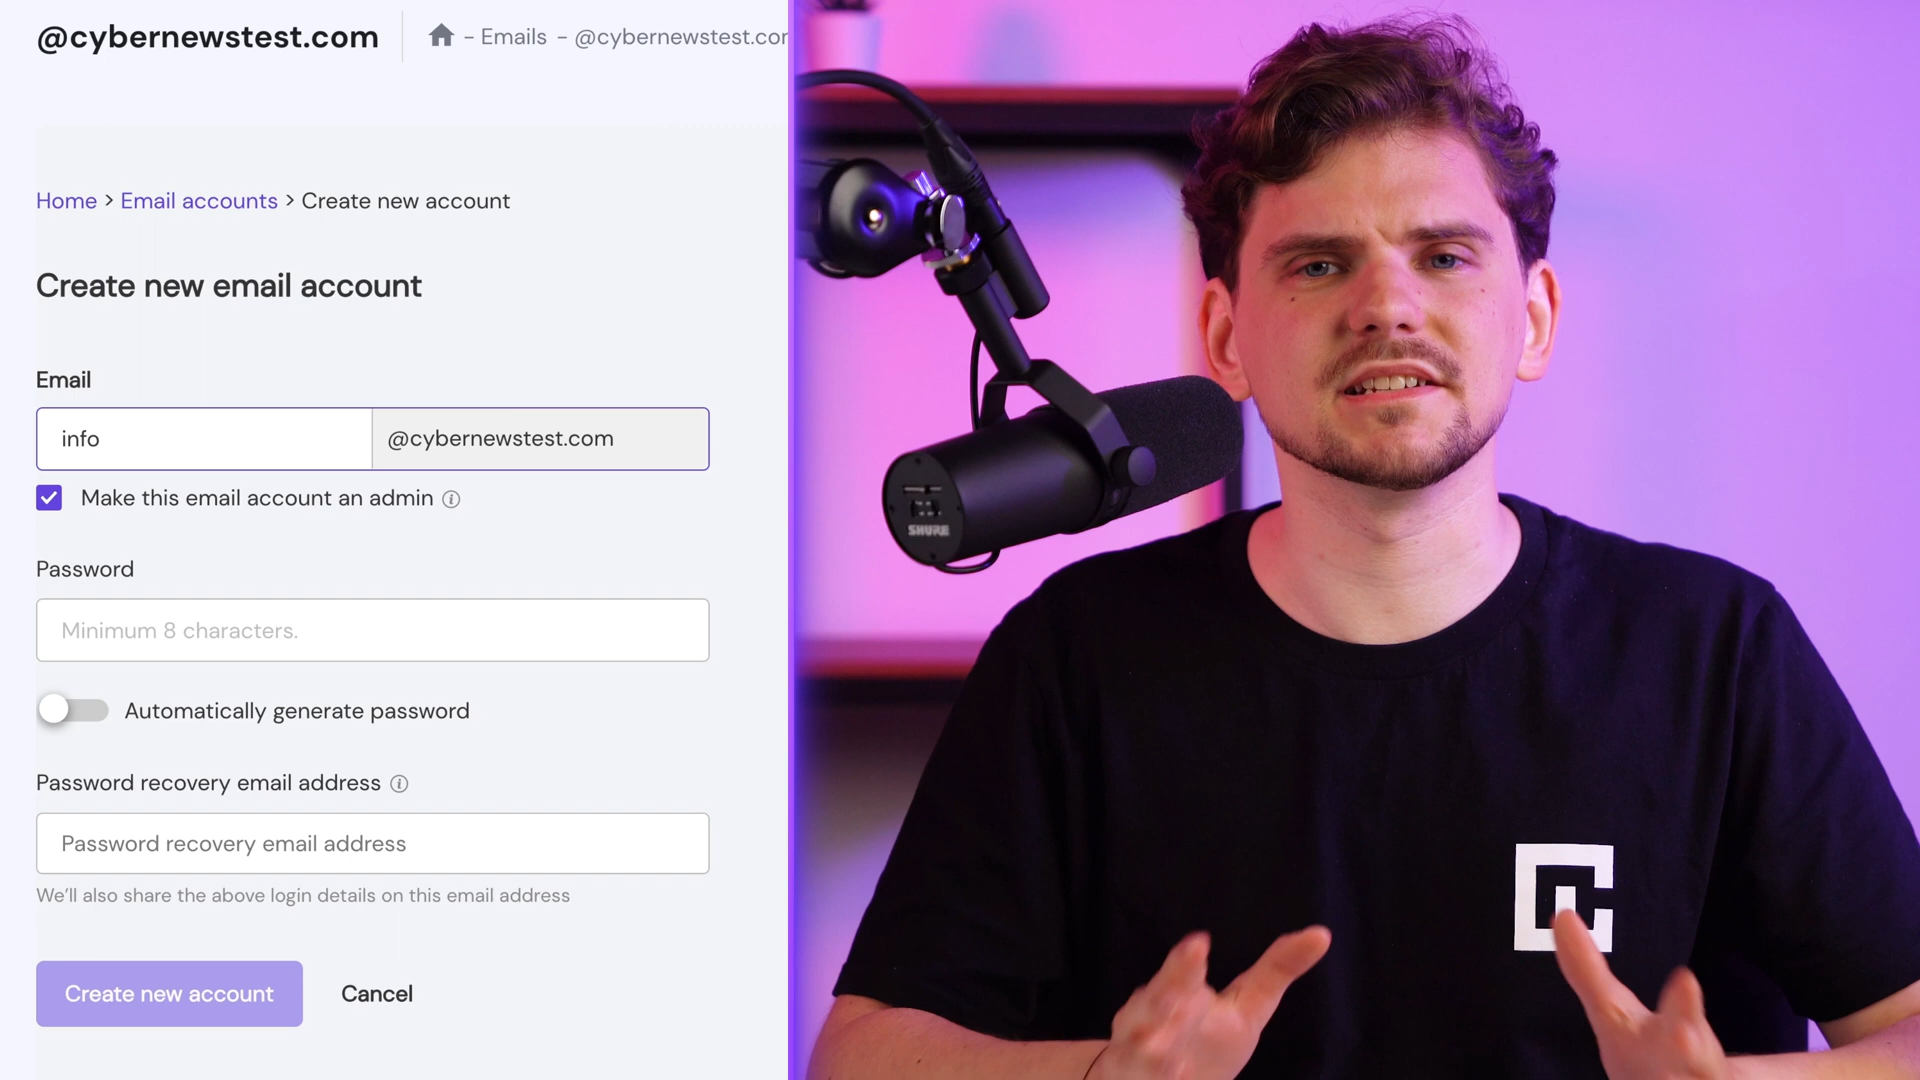 @cybernewstest.com
- Emails - @cybernewstest.cor
Home > Email accounts > Create new account
Create new email account
Email
info @cybernewstest.com
Make this email account an admin
Password
Minimum 8 characters.
Automatically generate password
Password recovery email address
Password recovery email address
We'll also share the above login details on this email address
Create new account Cancel
SHURE